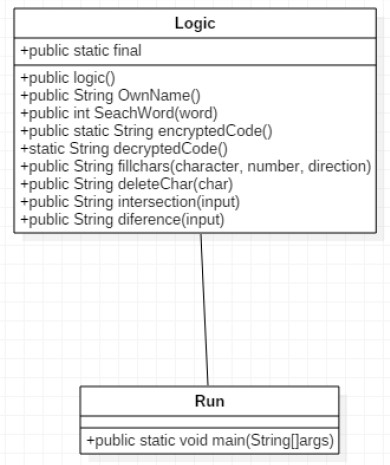 Logic
+public static final
+public logic()
+public String OwnName()
+public int SeachWord(word)
+public static String encryptedCode()
+static String decryptedCode()
+public String fillchars(character, number, direction)
+public String deleteChar(char)
+public String intersection(input)
+public String diference(input)
Run
+public static void main(String[]args)